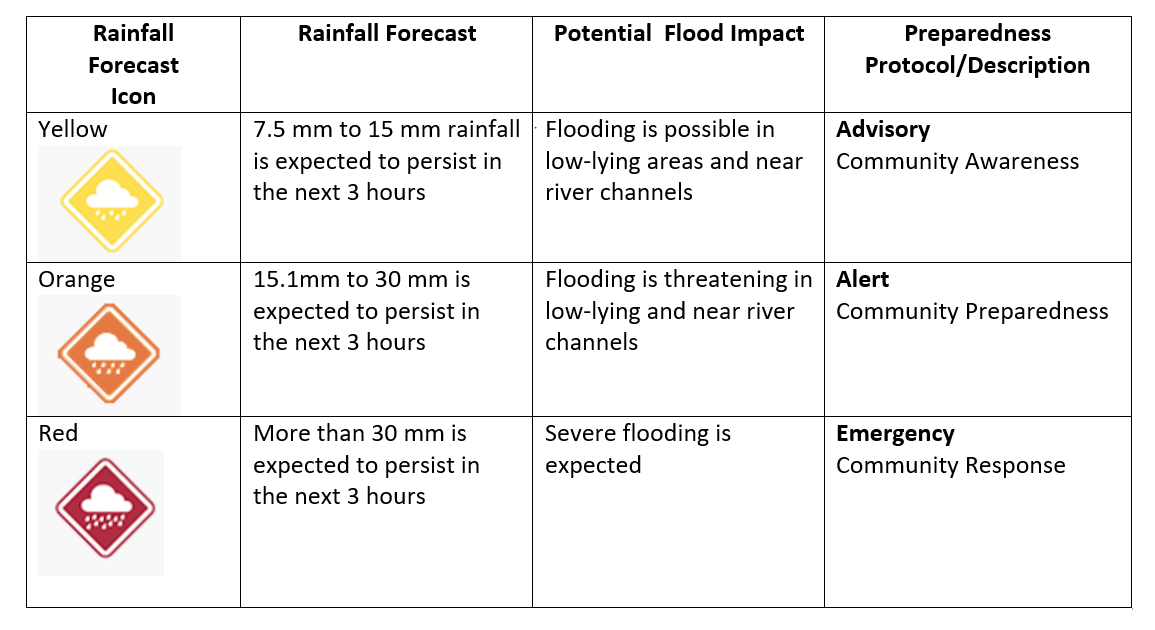 Rainfall
Forecast
Icon
Rainfall Forecast
Potential  Flood Impact
Preparedness
Protocol/Description
Yellow
7.5 mm to 15 mm rainfall
is expected to persist in
the next 3 hours
Flooding is possible in
low-lying areas and near
river channels
Advisory
Community Awareness
Orange
15.1mm to 30 mm is
expected to persist in
the next 3 hours
Flooding is threatening in
low-lying and near river
channels
Alert
Community Preparedness
Red
More than 30 mm is
expected to persist in
the next 3 hours
Severe flooding is
expected
Emergency
Community Response